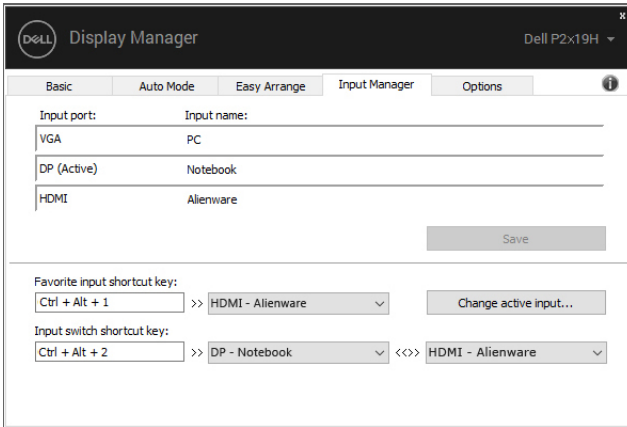 x
DELL Display Manager Dell P2x19H
Basic Auto Mode Easy Arrange Input Manager Options i
Input port: Input name:
VGA PC
DP (Active) Notebook
HDMI Alienware
Save
Favorite input shortcut key:
Ctrl + Alt + 1 >> HDMI - Alienware Change active input...
Input switch shortcut key:
Ctrl + Alt + 2 >> DP - Notebook <<>> HDMI - Alienware